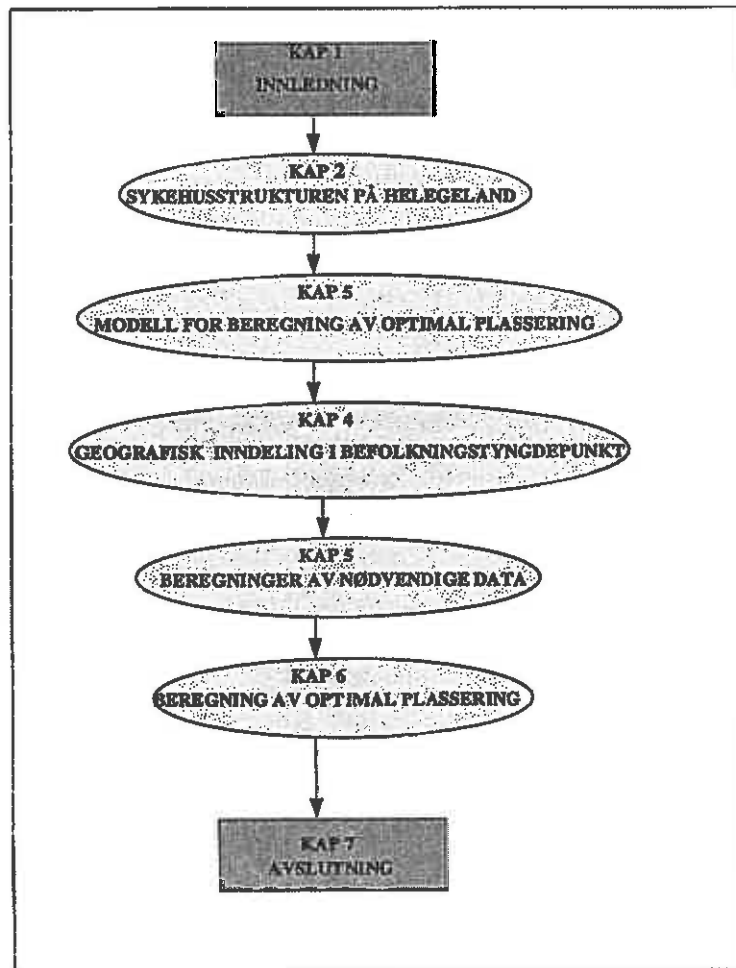 KAP 1
INNLEDNING
KAP 2
SYKEHUSSTRUKTUREN PÅ HELEGELAND
KAP 5
MODELL FOR BEREGNING AV OPTIMAL PLASSERING
KAP 4
GEOGRAFISK INNDELING I BEFOLKNINGSTYNGDEPUNKT
KAP 5
BEREGNINGER AV NØDVENDIGE DATA
KAP 6
BEREGNING AV OPTIMAL PLASSERING
KAP 7
AVSLUTNING